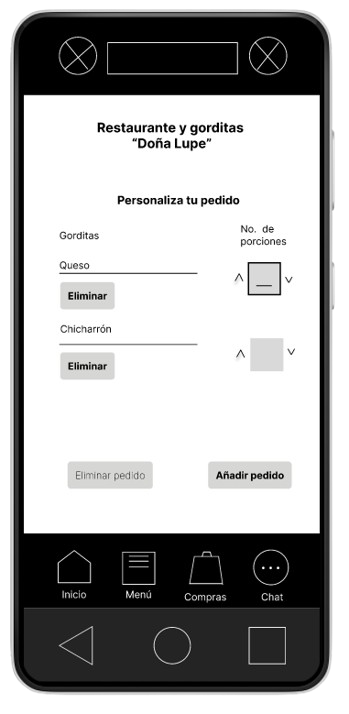 Restaurante y gorditas
“Doña Lupe”
Personaliza tu pedido
Gorditas
No. de
porciones
Queso
Eliminar
Chicharrón
Eliminar
Eliminar pedido
Añadir pedido
Inicio
Menú
Compras
Chat